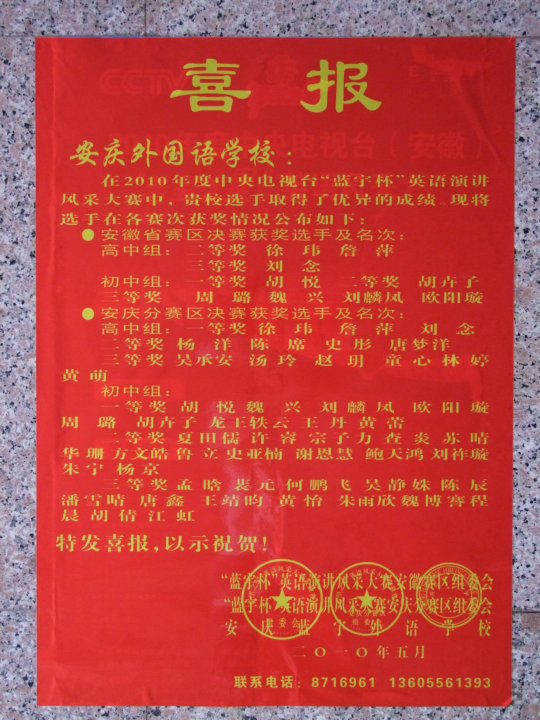 喜 报
安庆外国语学校:
在2010年度中央电视台“蓝宇杯”英语演讲
风采大赛中,贵校选手取得了优异的成绩。现将
选手在各赛次获奖情况公布如下:
●安徽省赛区决赛获奖选手及名次:
高中组: 二等奖 徐 玮 詹 萍
三等奖 刘 念
初中组: 一等奖 胡 悦 二等奖 胡卉子
三等奖 周 璐 魏 兴 刘麟凤 欧阳璇
●安庆分赛区决赛获奖选手及名次:
高中组: 一等奖 徐 玮 詹 萍 刘 念
二等奖 杨 洋 陈 席 史 彤 唐梦洋
三等奖 吴承安 汤 玲 赵 玥 童 心 林 婷
黄 萌
初中组:
一等奖 胡 悦 魏 兴 刘麟凤 欧阳璇
周 璐 胡卉子 龙王轶云 王 丹 黄 蕾
二等奖 夏田儒 许 睿 宗子力 查 炎 苏 晴
华 珊 方文皓 鲁 立 史亚楠 谢恩慧 鲍天鸿 刘祚璇
朱 宁 杨 京
三等奖 孟 晗 裴 元 何鹏飞 吴静姝 陈 辰
潘雪晴 唐 鑫 王靖昀 黄 怡 朱雨欣 魏博 程
晨 胡 倩 江 虹
特发喜报,以示祝贺!
“蓝宇杯”英语演讲风采大赛安徽赛区组委会
“蓝宇杯”英语演讲风采大赛安庆分赛区组委会
安 庆 蓝 宇 外 语 学 校
二〇一〇年五月
联系电话: 8716961 13605561393